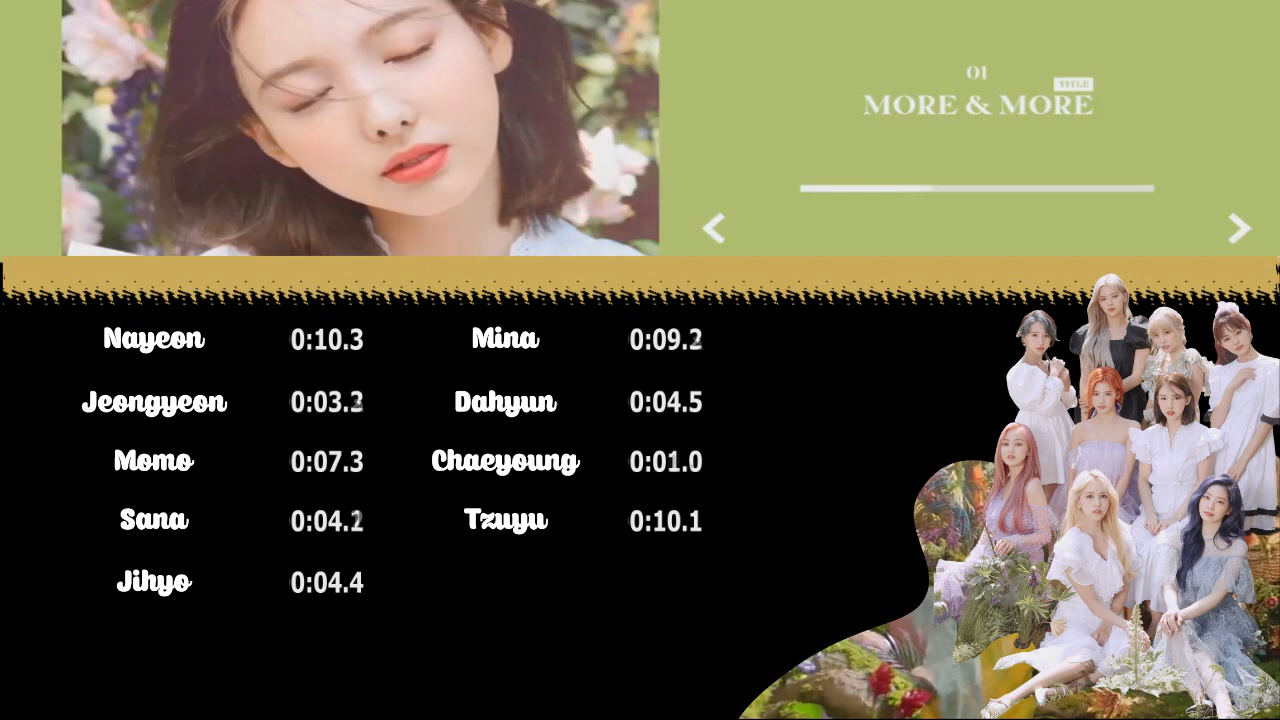 01
TITLE
MORE & MORE
Nayeon 0:10.3 Mina 0:09.2
Jeongyeon 0:03.2 Dahyun 0:04.5
Momo 0:07.3 Chaeyoung 0:01.0
Sana 0:04.2 Tzuyu 0:10.1
Jihyo 0:04.4